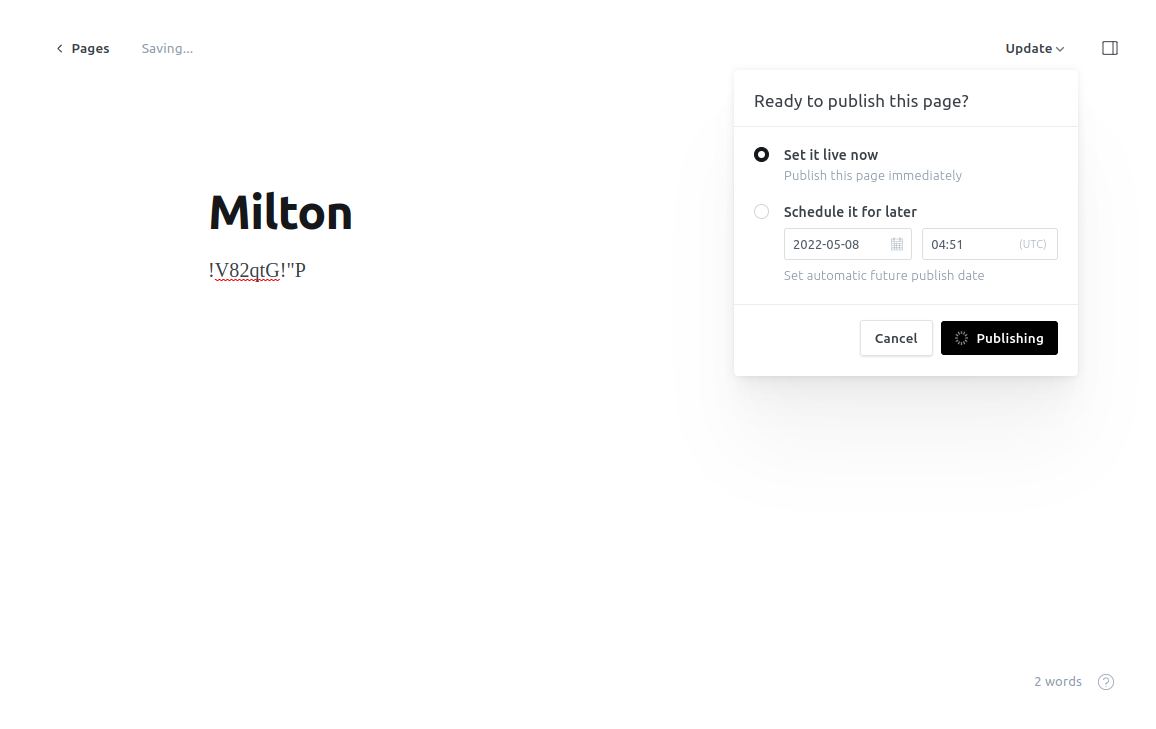 Pages Saving... Update
Ready to publish this page?
Set it live now
Publish this page immediately
Milton
Schedule it for later
2022-05-08 04:51 (UTC)
!V82qtG!"P
Set automatic future publish date
Cancel Publishing
2 words ?